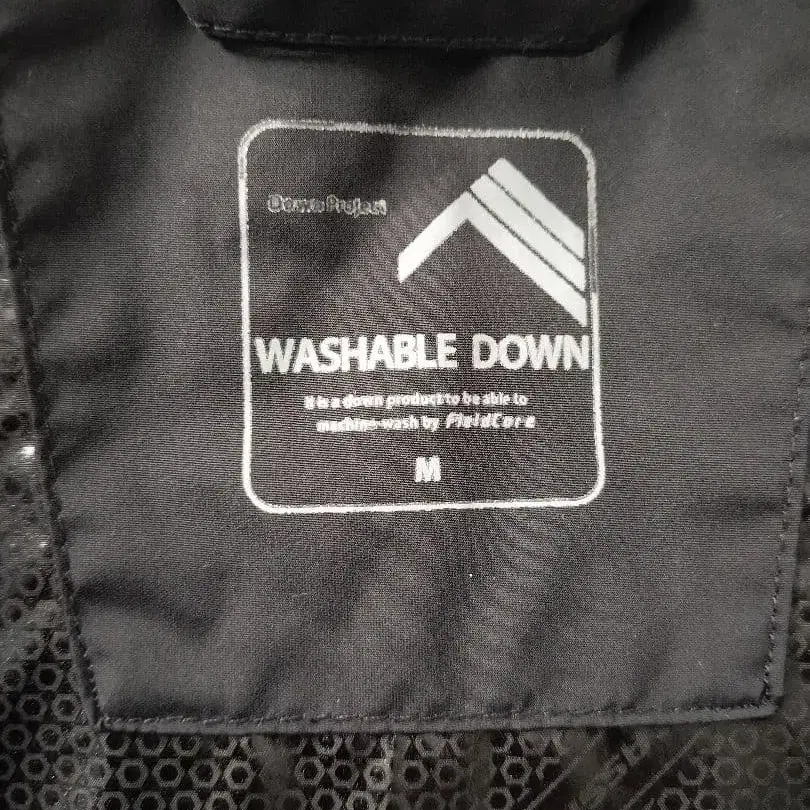 Down Project
WASHABLE DOWN
It is a down product to be able to
machine-wash by FieldCore
M